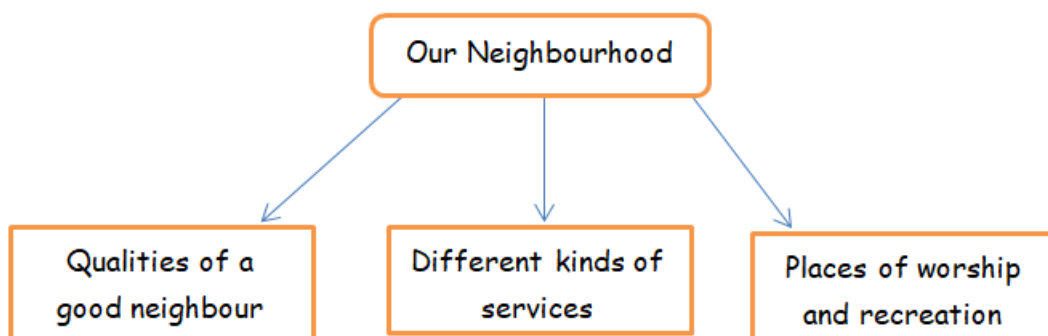 Our Neighbourhood
Qualities of a
good neighbour
Different kinds of
services
Places of worship
and recreation